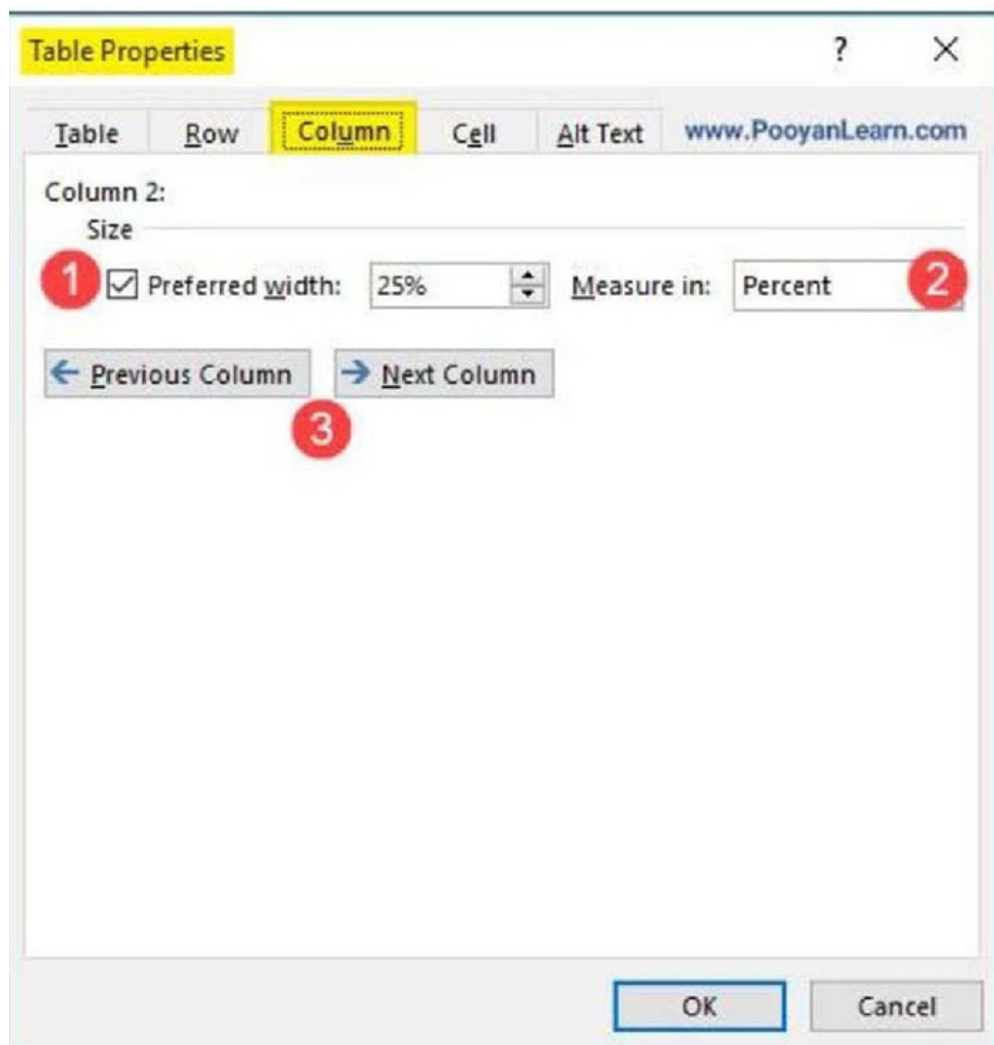 Table Properties ? X
Table Row Column Cell Alt Text www.PooyanLearn.com
Column 2:
Size
1 Preferred width: 25% Measure in: Percent 2
Previous Column Next Column
3
OK Cancel